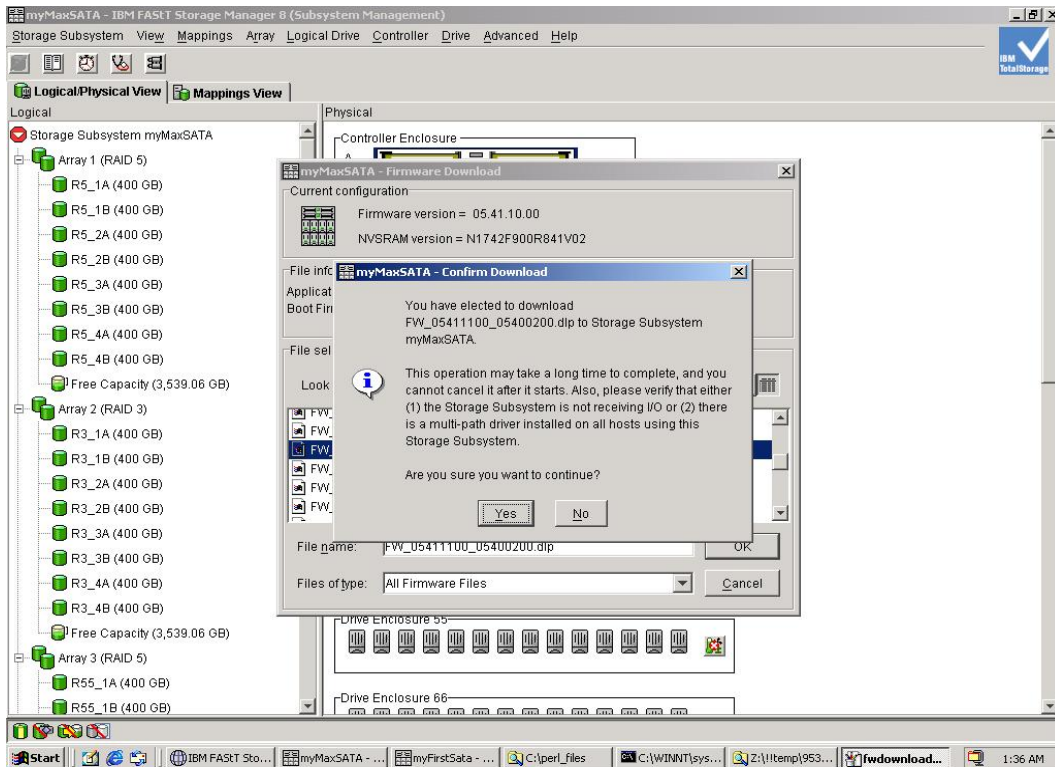 myMaxSATA - IBM FAStT Storage Manager 8 (Subsystem Management)
Storage Subsystem View Mappings Array Logical Drive Controller Drive Advanced Help
IBM
TotalStorage
Logical/Physical View Mappings View
Logical
Physical
Storage Subsystem myMaxSATA
Array 1 (RAID 5)
R5_1A (400 GB)
R5_1B (400 GB)
R5_2A (400 GB)
R5_2B (400 GB)
R5_3A (400 GB)
R5_3B (400 GB)
R5_4A (400 GB)
R5_4B (400 GB)
Free Capacity (3,539.06 GB)
Array 2 (RAID 3)
R3_1A (400 GB)
R3_1B (400 GB)
R3_2A (400 GB)
R3_2B (400 GB)
R3_3A (400 GB)
R3_3B (400 GB)
R3_4A (400 GB)
R3_4B (400 GB)
Free Capacity (3,539.06 GB)
Array 3 (RAID 5)
R55_1A (400 GB)
R55_1B (400 GB)
Controller Enclosure
myMaxSATA - Firmware Download
Current configuration
Firmware version = 05.41.10.00
NVSRAM version = N1742F900R841V02
File info
Applicat
Boot Fir
File sel
Look
FW_
FW_
FW_
FW_
FW_
myMaxSATA - Confirm Download
You have elected to download
FW_05411100_05400200.dlp to Storage Subsystem
myMaxSATA.
This operation may take a long time to complete, and you
cannot cancel it after it starts. Also, please verify that either
(1) the Storage Subsystem is not receiving I/O or (2) there
is a multi-path driver installed on all hosts using this
Storage Subsystem.
Are you sure you want to continue?
Yes No
File name: FW_05411100_05400200.dlp OK
Files of type: All Firmware Files Cancel
Drive Enclosure 55
Drive Enclosure 66
Start IBM FAStT Sto... myMaxSATA - ... myFirstSata - ... C:\perl_files C:\WINNT\sys... Z:\!!temp\953... fwdownload... 1:36 AM